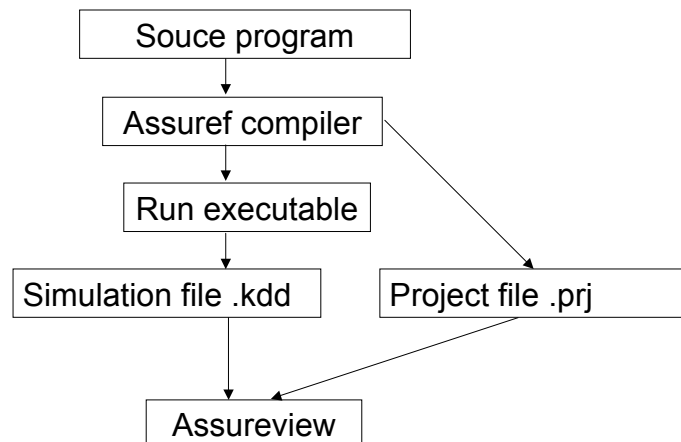 Souce program
Assuref compiler
Run executable
Simulation file .kdd
Project file .prj
Assureview